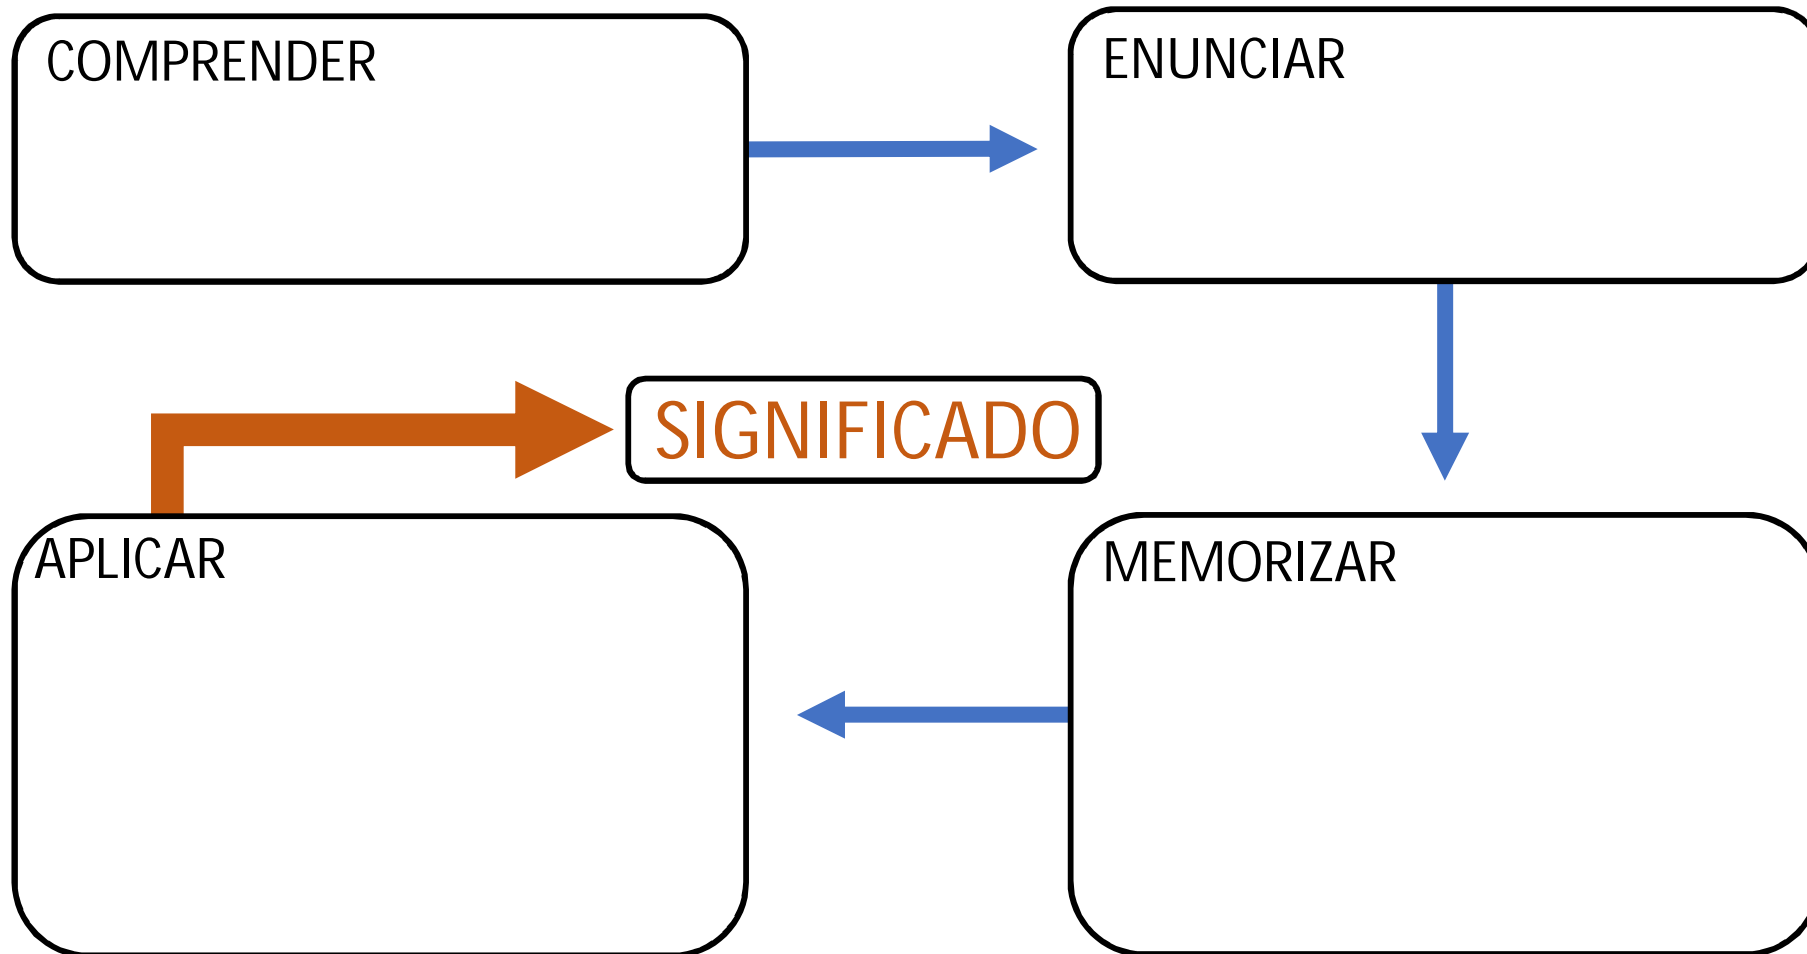 COMPRENDER
ENUNCIAR
SIGNIFICADO
APLICAR
MEMORIZAR